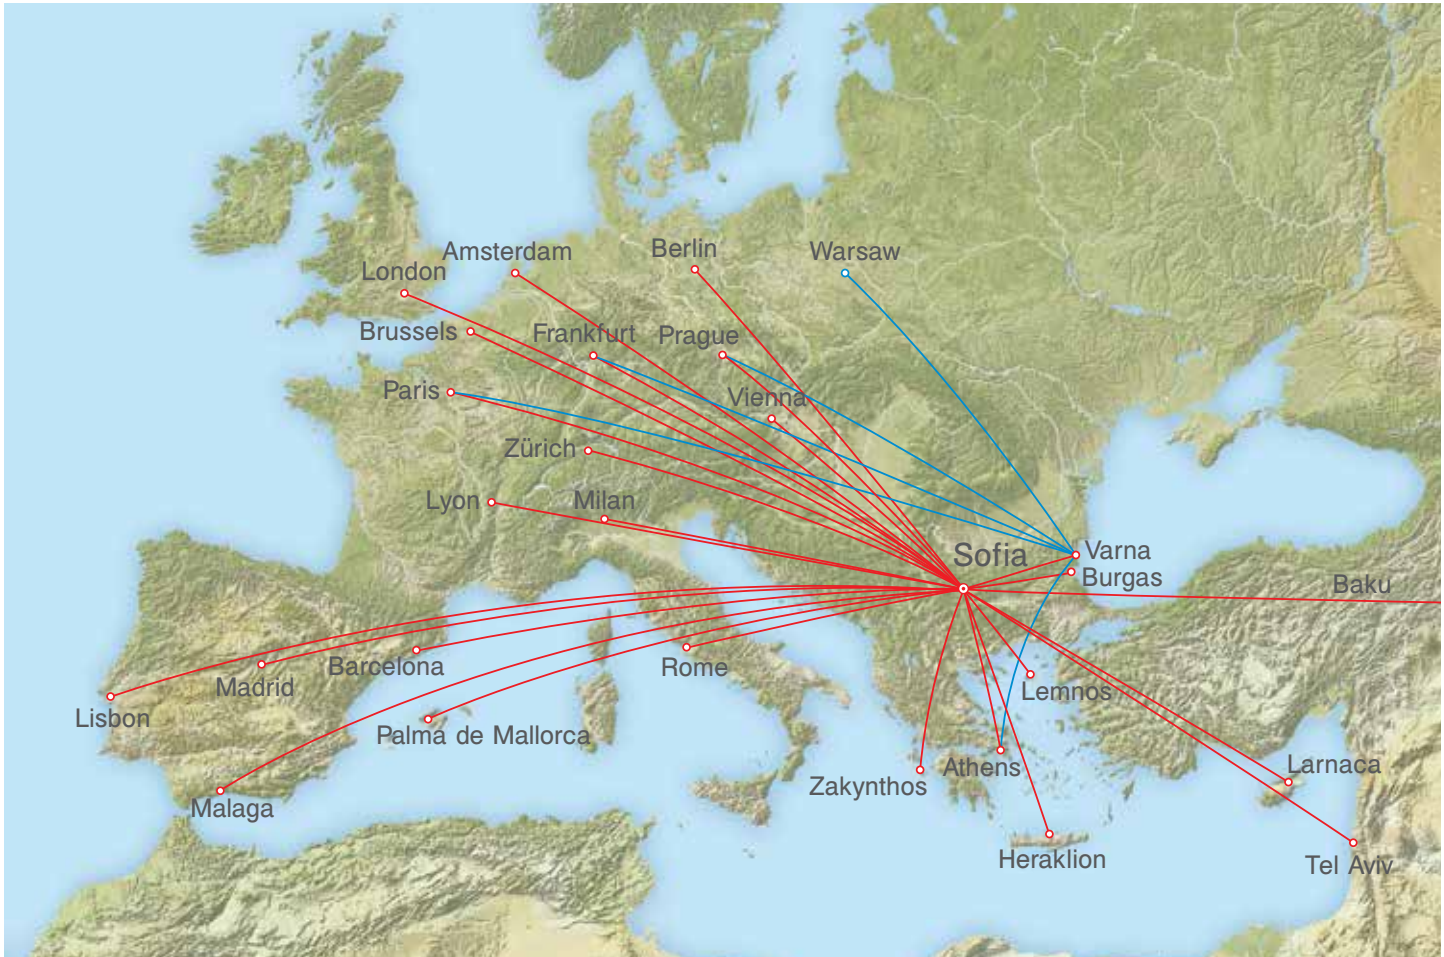 Amsterdam
Berlin
Warsaw
London
Brussels
Frankfurt
Prague
Paris
Vienna
Zürich
Lyon
Milan
Sofia
Varna
Burgas
Baku
Barcelona
Rome
Madrid
Lemnos
Lisbon
Palma de Mallorca
Athens
Larnaca
Zakynthos
Malaga
Heraklion
Tel Aviv